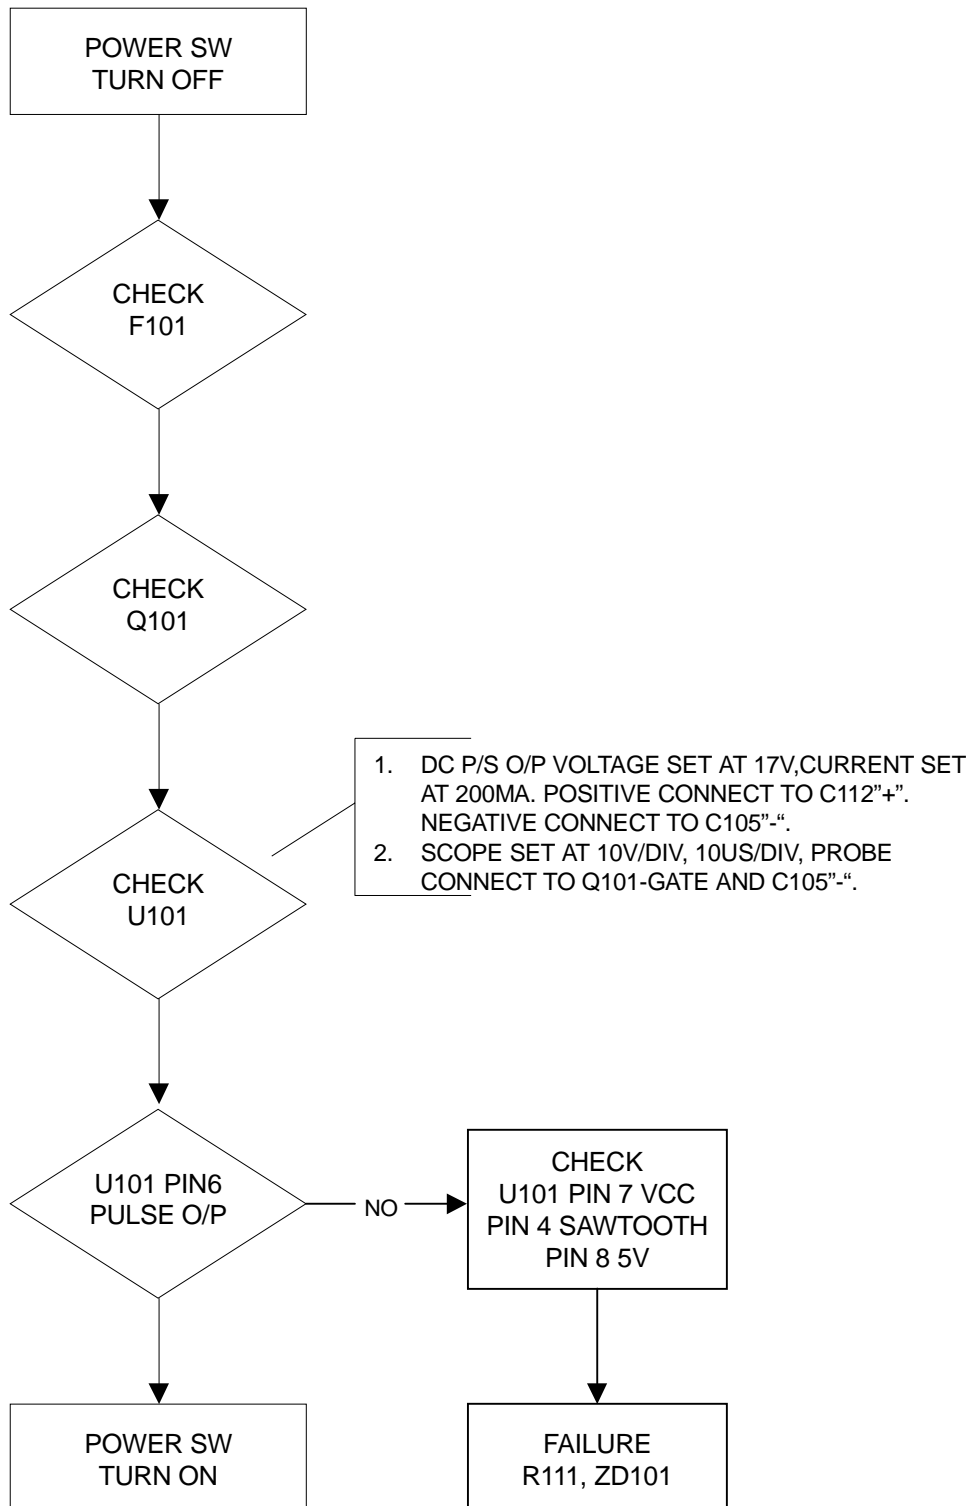 POWER SW
TURN OFF
CHECK
F101
CHECK
Q101
1. DC P/S O/P VOLTAGE SET AT 17V,CURRENT SET
AT 200MA. POSITIVE CONNECT TO C112”+”.
NEGATIVE CONNECT TO C105”-“.
2. SCOPE SET AT 10V/DIV, 10US/DIV, PROBE
CONNECT TO Q101-GATE AND C105”-“.
CHECK
U101
U101 PIN6
PULSE O/P
NO
CHECK
U101 PIN 7 VCC
PIN 4 SAWTOOTH
PIN 8 5V
POWER SW
TURN ON
FAILURE
R111, ZD101